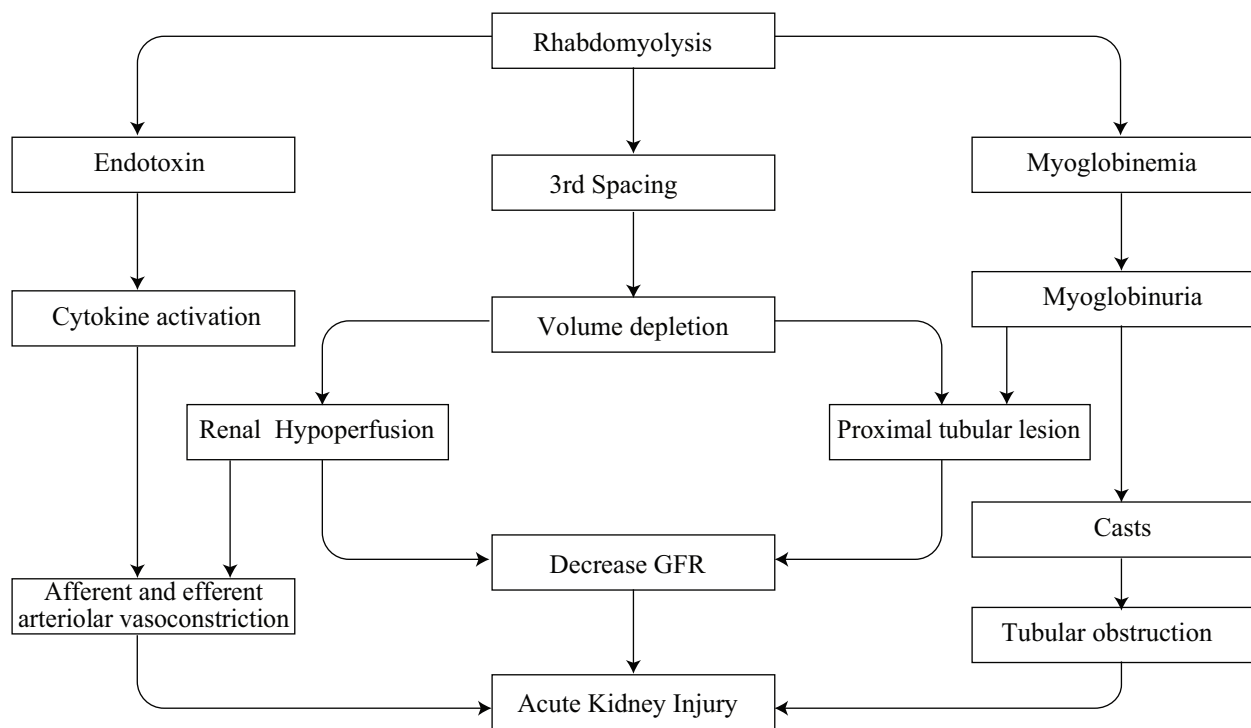 Rhabdomyolysis
Endotoxin
3rd Spacing
Myoglobinemia
Cytokine activation
Volume depletion
Myoglobinuria
Renal Hypoperfusion
Proximal tubular lesion
Decrease GFR
Casts
Afferent and efferent
arteriolar vasoconstriction
Tubular obstruction
Acute Kidney Injury